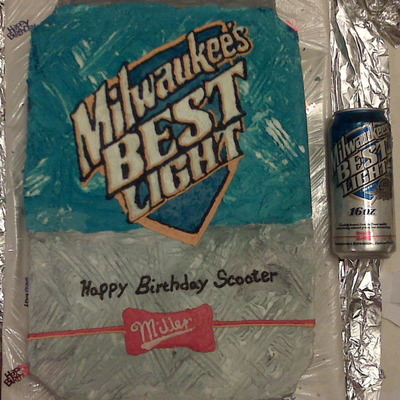 Milwaukee's
BEST
LIGHT
Happy Birthday Scooter
Miller
Milwaukee's
BEST
LIGHT
16oz